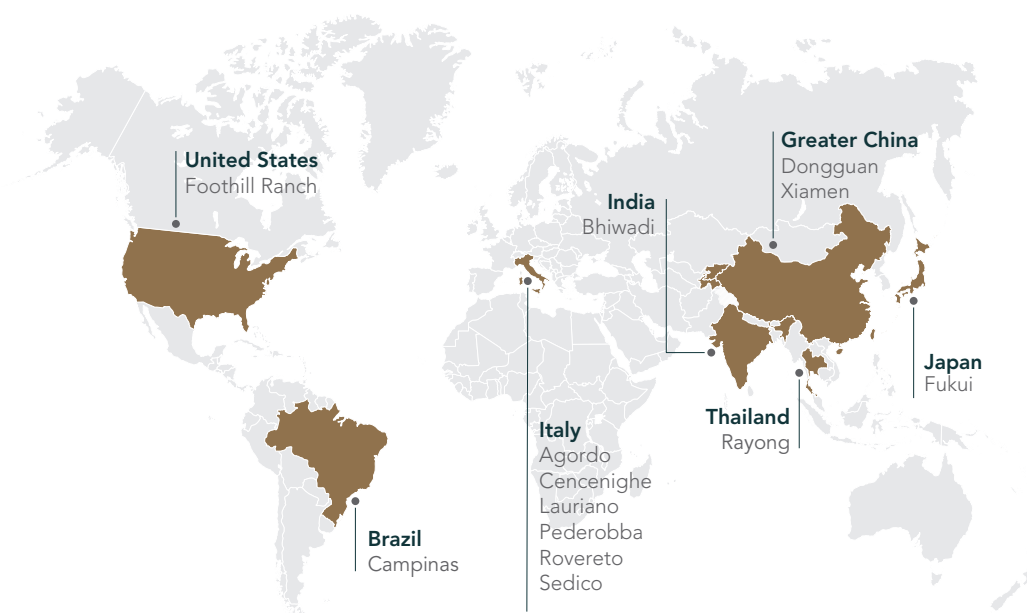 United States
Foothill Ranch
Greater China
Dongguan
Xiamen
India
Bhiwadi
Japan
Fukui
Thailand
Rayong
Italy
Agordo
Cencenighe
Lauriano
Pederobba
Rovereto
Sedico
Brazil
Campinas